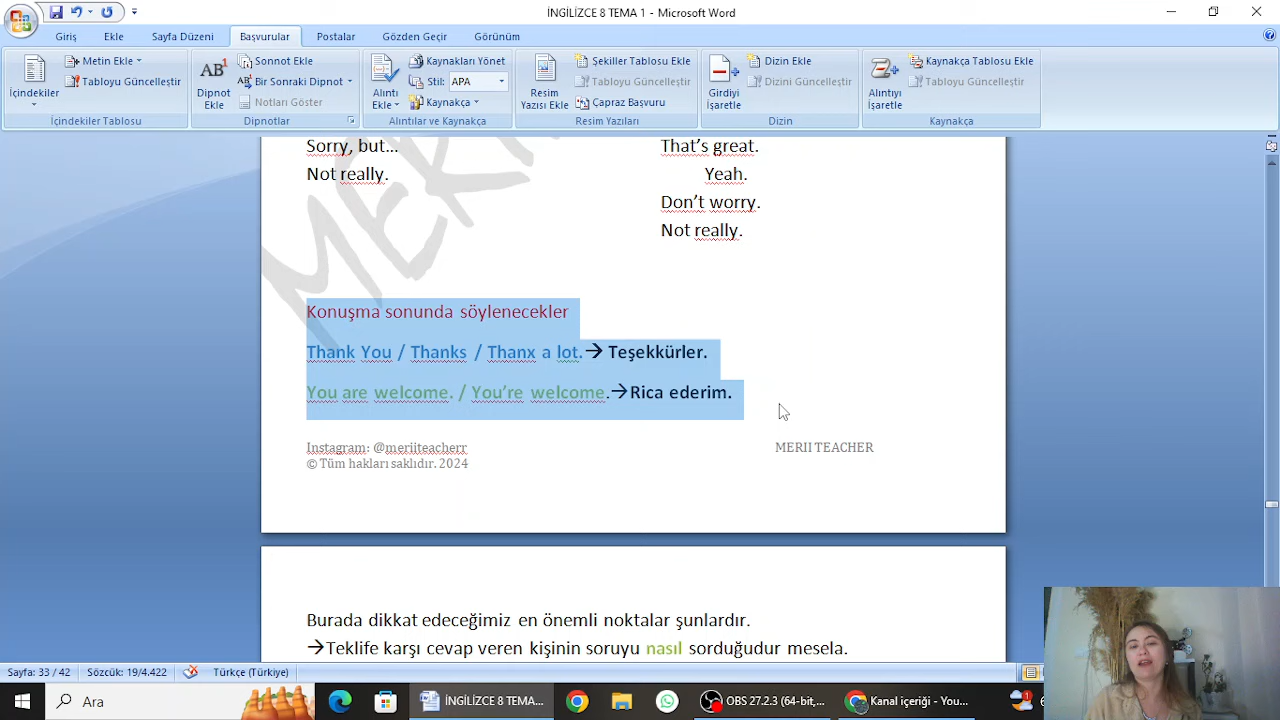 İNGİLİZCE 8 TEMA 1 - Microsoft Word
Giriş Ekle Sayfa Düzeni Başvurular Postalar Gözden Geçir Görünüm
İçindekiler
Metin Ekle
Tabloyu Güncelleştir
İçindekiler Tablosu
AB¹
Dipnot Ekle
Sonnot Ekle
Bir Sonraki Dipnot
Notları Göster
Dipnotlar
Alıntı Ekle
Kaynakları Yönet
Stil: APA
Kaynakça
Alıntılar ve Kaynakça
Resim Yazısı Ekle
Şekiller Tablosu Ekle
Tabloyu Güncelleştir
Çapraz Başvuru
Resim Yazıları
Girdiyi İşaretle
Dizin Ekle
Dizini Güncelleştir
Dizin
Alıntıyı İşaretle
Kaynakça Tablosu Ekle
Tabloyu Güncelleştir
Kaynakça
Sorry, but...
Not really.
That's great.
Yeah.
Don't worry.
Not really.
Konuşma sonunda söylenecekler
Thank You / Thanks / Thanx a lot.→ Teşekkürler.
You are welcome. / You're welcome.→Rica ederim.
Instagram: @meriiteacherr MERII TEACHER
© Tüm hakları saklıdır. 2024
Burada dikkat edeceğimiz en önemli noktalar şunlardır.
→Teklife karşı cevap veren kişinin soruyu nasıl sorduğudur mesela.
Sayfa: 33 / 42 Sözcük: 19/4.422 Türkçe (Türkiye)
Ara
İNGİLİZCE 8 TEMA...
OBS 27.2.3 (64-bit,...
Kanal içeriği - You...